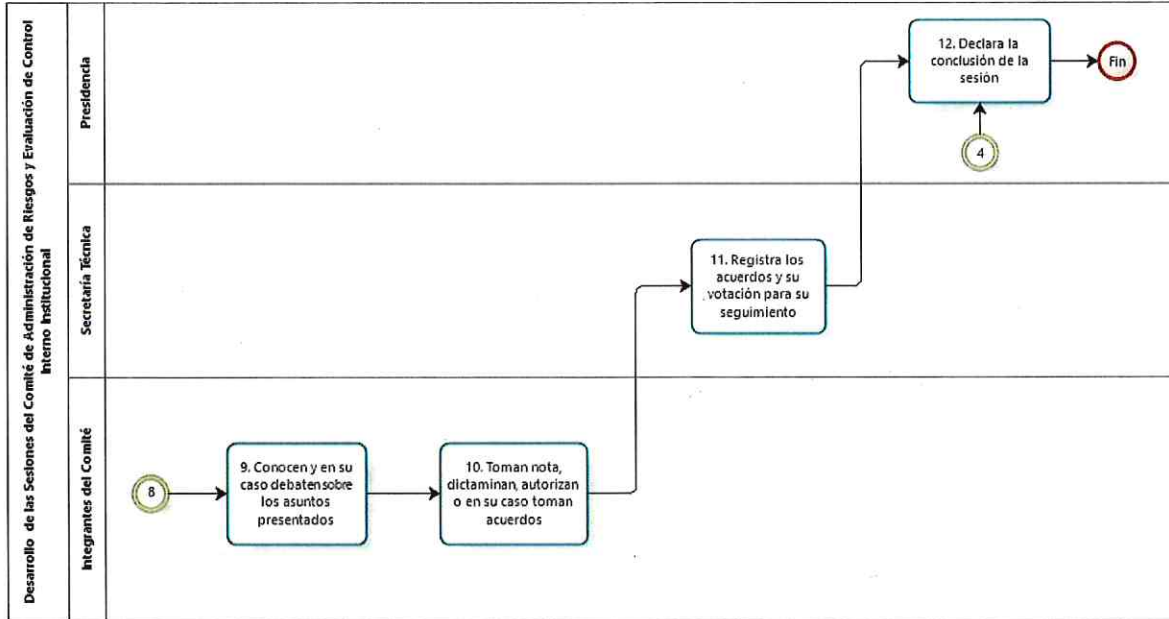 Desarrollo de las Sesiones del Comité de Administración de Riesgos y Evaluación de Control
Interno Institucional
Presidencia
12. Declara la
conclusión de la
sesión
Fin
4
Secretaría Técnica
11. Registra los
acuerdos y su
votación para su
seguimiento
Integrantes del Comité
8
9. Conocen y en su
caso debaten sobre
los asuntos
presentados
10. Toman nota,
dictaminan, autorizan
o en su caso toman
acuerdos